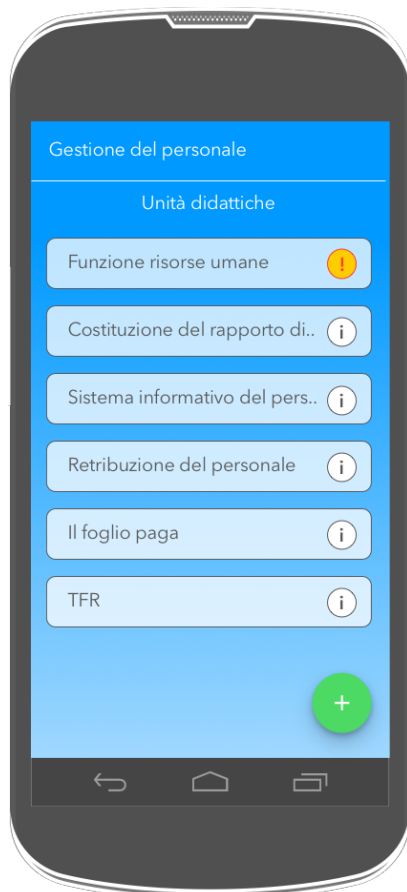 Gestione del personale
Unità didattiche
Funzione risorse umane !
Costituzione del rapporto di.. i
Sistema informativo del pers.. i
Retribuzione del personale i
Il foglio paga i
TFR i
+